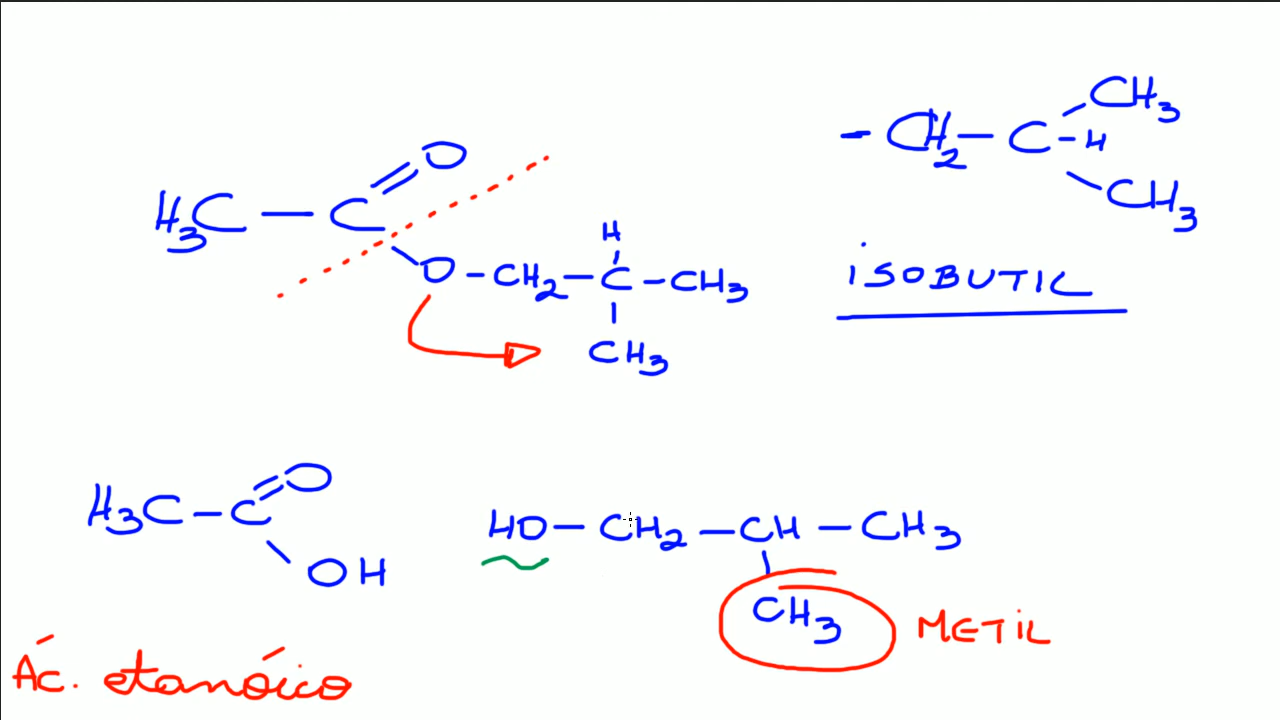 H₃C — C = O
O - CH₂ — C - CH₃
H
CH₃
- CH₂ — C - H
CH₃
CH₃
iSOBUTIL
H₃C — C = O
OH
HO — CH₂ — CH — CH₃
CH₃
METIL
Ác. etanóico